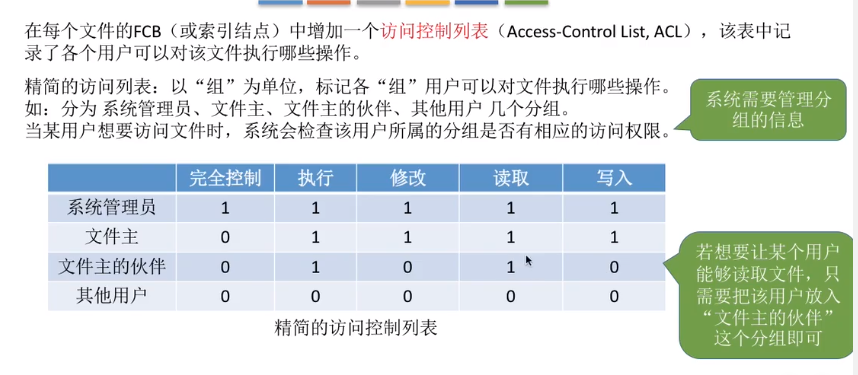 在每个文件的FCB（或索引结点）中增加一个访问控制列表（Access-Control List, ACL），该表中记
录了各个用户可以对该文件执行哪些操作。
精简的访问列表：以“组”为单位，标记各“组”用户可以对文件执行哪些操作。
如：分为 系统管理员、文件主、文件主的伙伴、其他用户 几个分组。
当某用户想要访问文件时，系统会检查该用户所属的分组是否有相应的访问权限。
系统需要管理分
组的信息
完全控制 执行 修改 读取 写入
系统管理员 1 1 1 1 1
文件主 0 1 1 1 1
文件主的伙伴 0 1 0 1 0
其他用户 0 0 0 0 0
精简的访问控制列表
若想要让某个用户
能够读取文件，只
需要把该用户放入
“文件主的伙伴”
这个分组即可